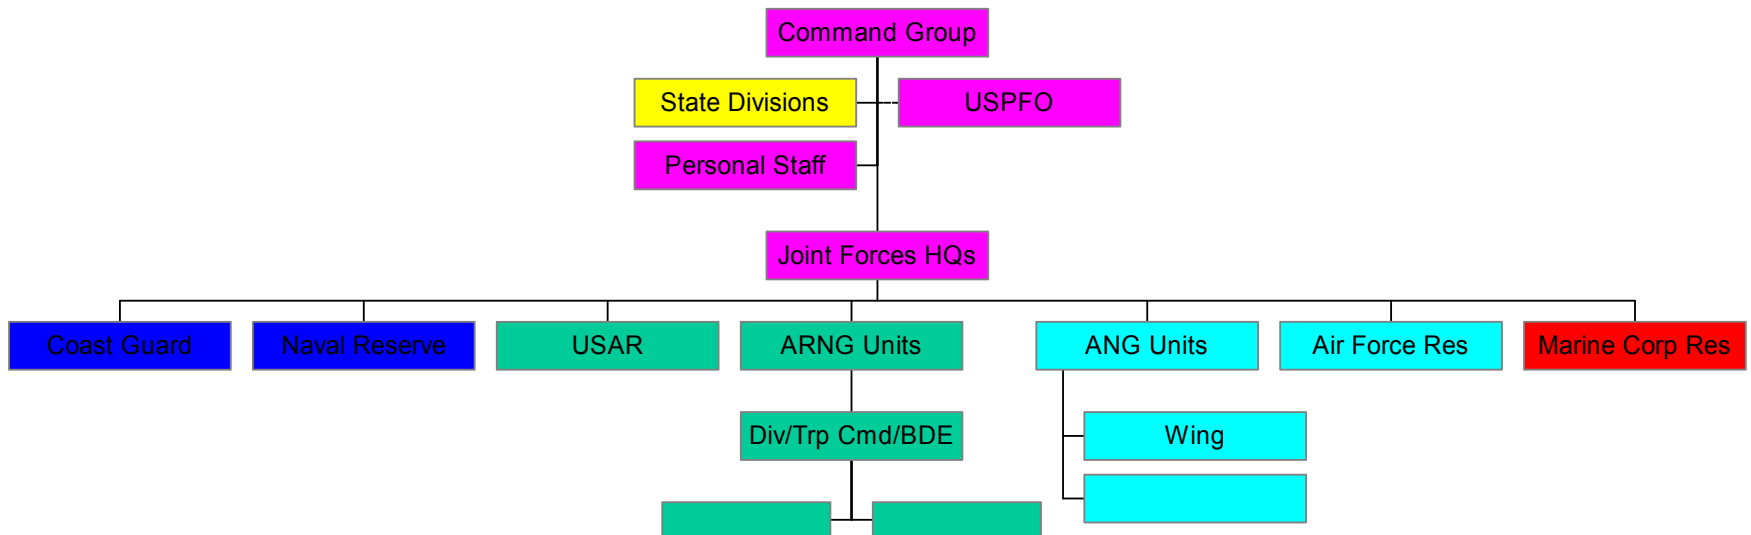 Command Group
State Divisions
USPFO
Personal Staff
Joint Forces HQs
Coast Guard
Naval Reserve
USAR
ARNG Units
ANG Units
Air Force Res
Marine Corp Res
Div/Trp Cmd/BDE
Wing